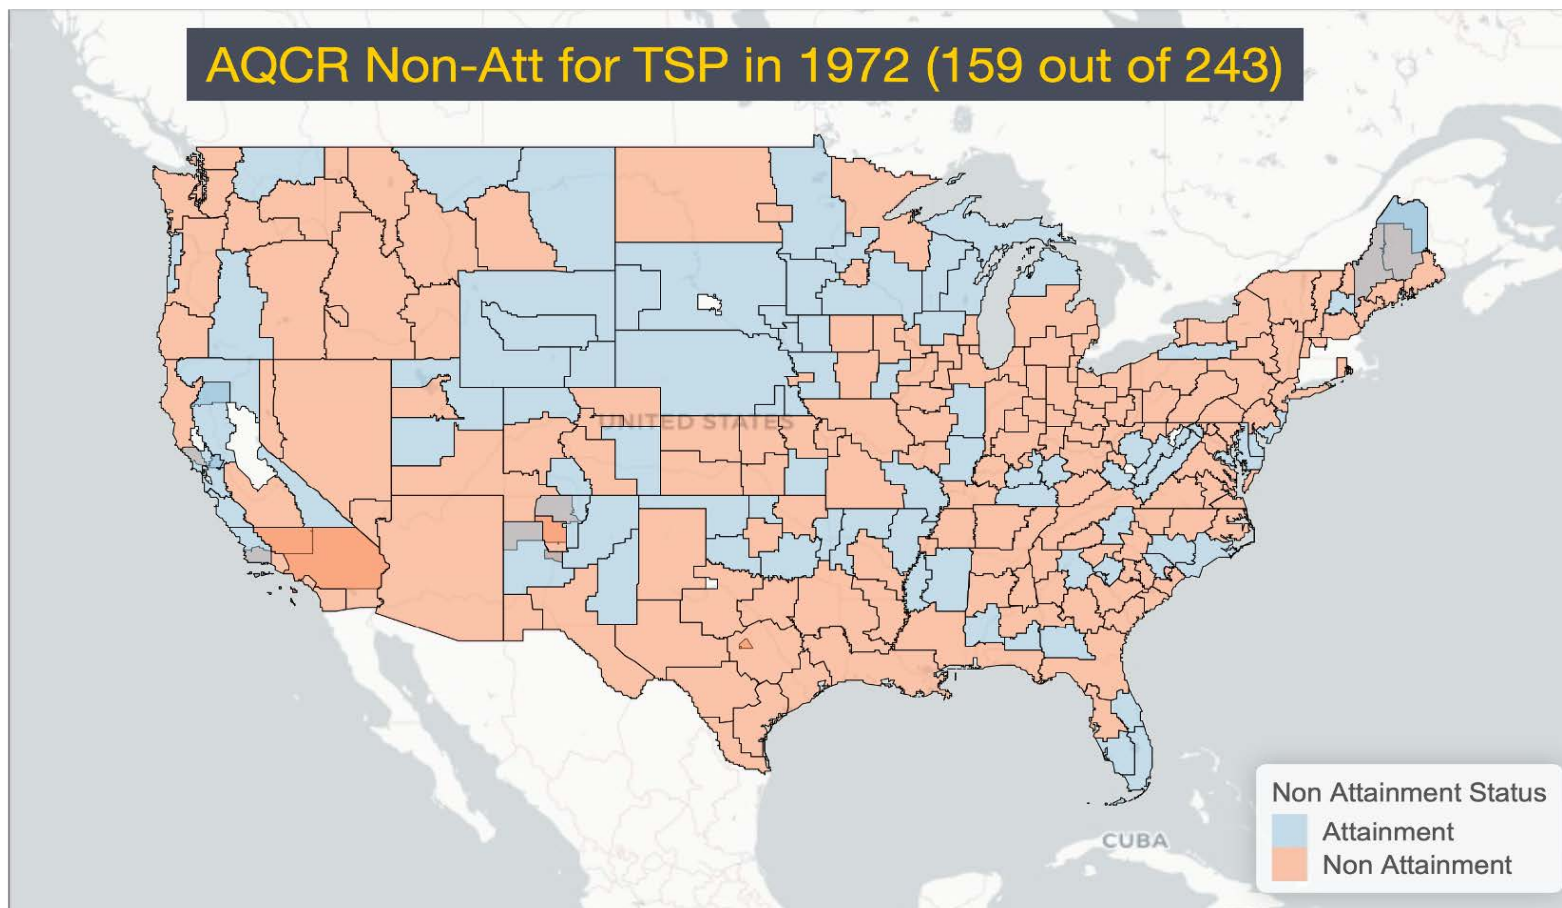 AQCR Non-Att for TSP in 1972 (159 out of 243)
UNITED STATES
Non Attainment Status
Attainment
Non Attainment
CUBA